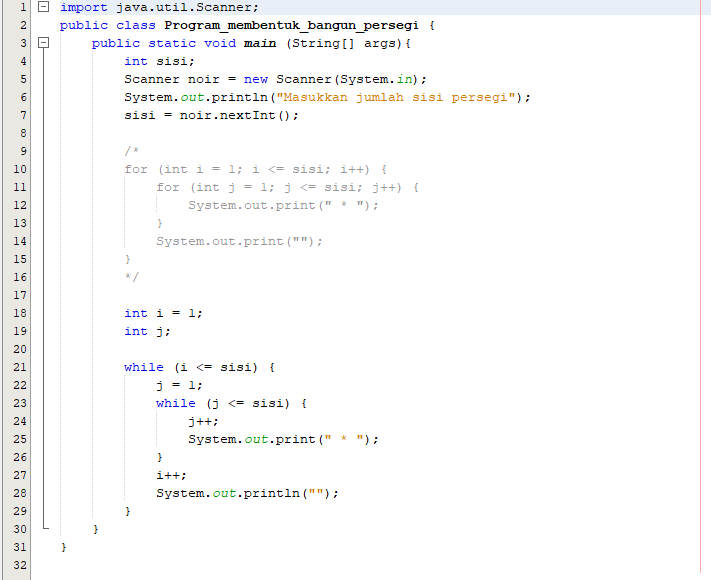 1 import java.util.Scanner;
2 public class Program_membentuk_bangun_persegi {
3 public static void main (String[] args){
4 int sisi;
5 Scanner noir = new Scanner(System.in);
6 System.out.println("Masukkan jumlah sisi persegi");
7 sisi = noir.nextInt();
8
9 /*
10 for (int i = 1; i <= sisi; i++) {
11 for (int j = 1; j <= sisi; j++) {
12 System.out.print(" * ");
13 }
14 System.out.print("");
15 }
16 */
17
18 int i = 1;
19 int j;
20
21 while (i <= sisi) {
22 j = 1;
23 while (j <= sisi) {
24 j++;
25 System.out.print(" * ");
26 }
27 i++;
28 System.out.println("");
29 }
30 }
31 }
32